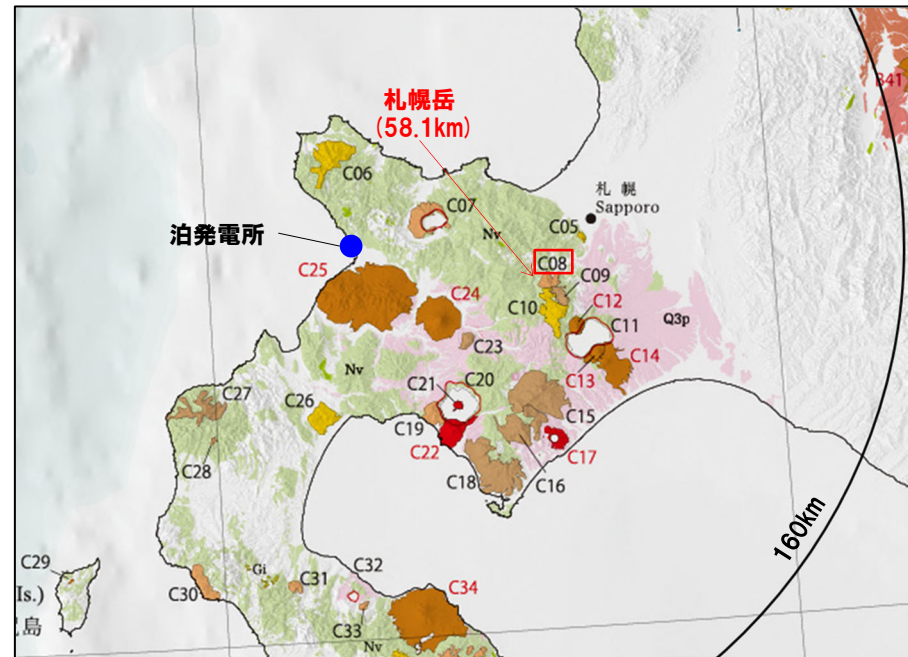 札幌岳
(58.1km)
B41
C06
C07
札 幌
Sapporo
C05
Nv
泊発電所
C08
C25
C09
C24
C10
C12
C11
Q3p
C23
C14
Nv
C13
C21
C20
C27
C26
C15
C19
C22
C17
C28
C18
C16
160km
C29
C32
Gi
C31
C34
Is.)
C30
C33
島
Nv